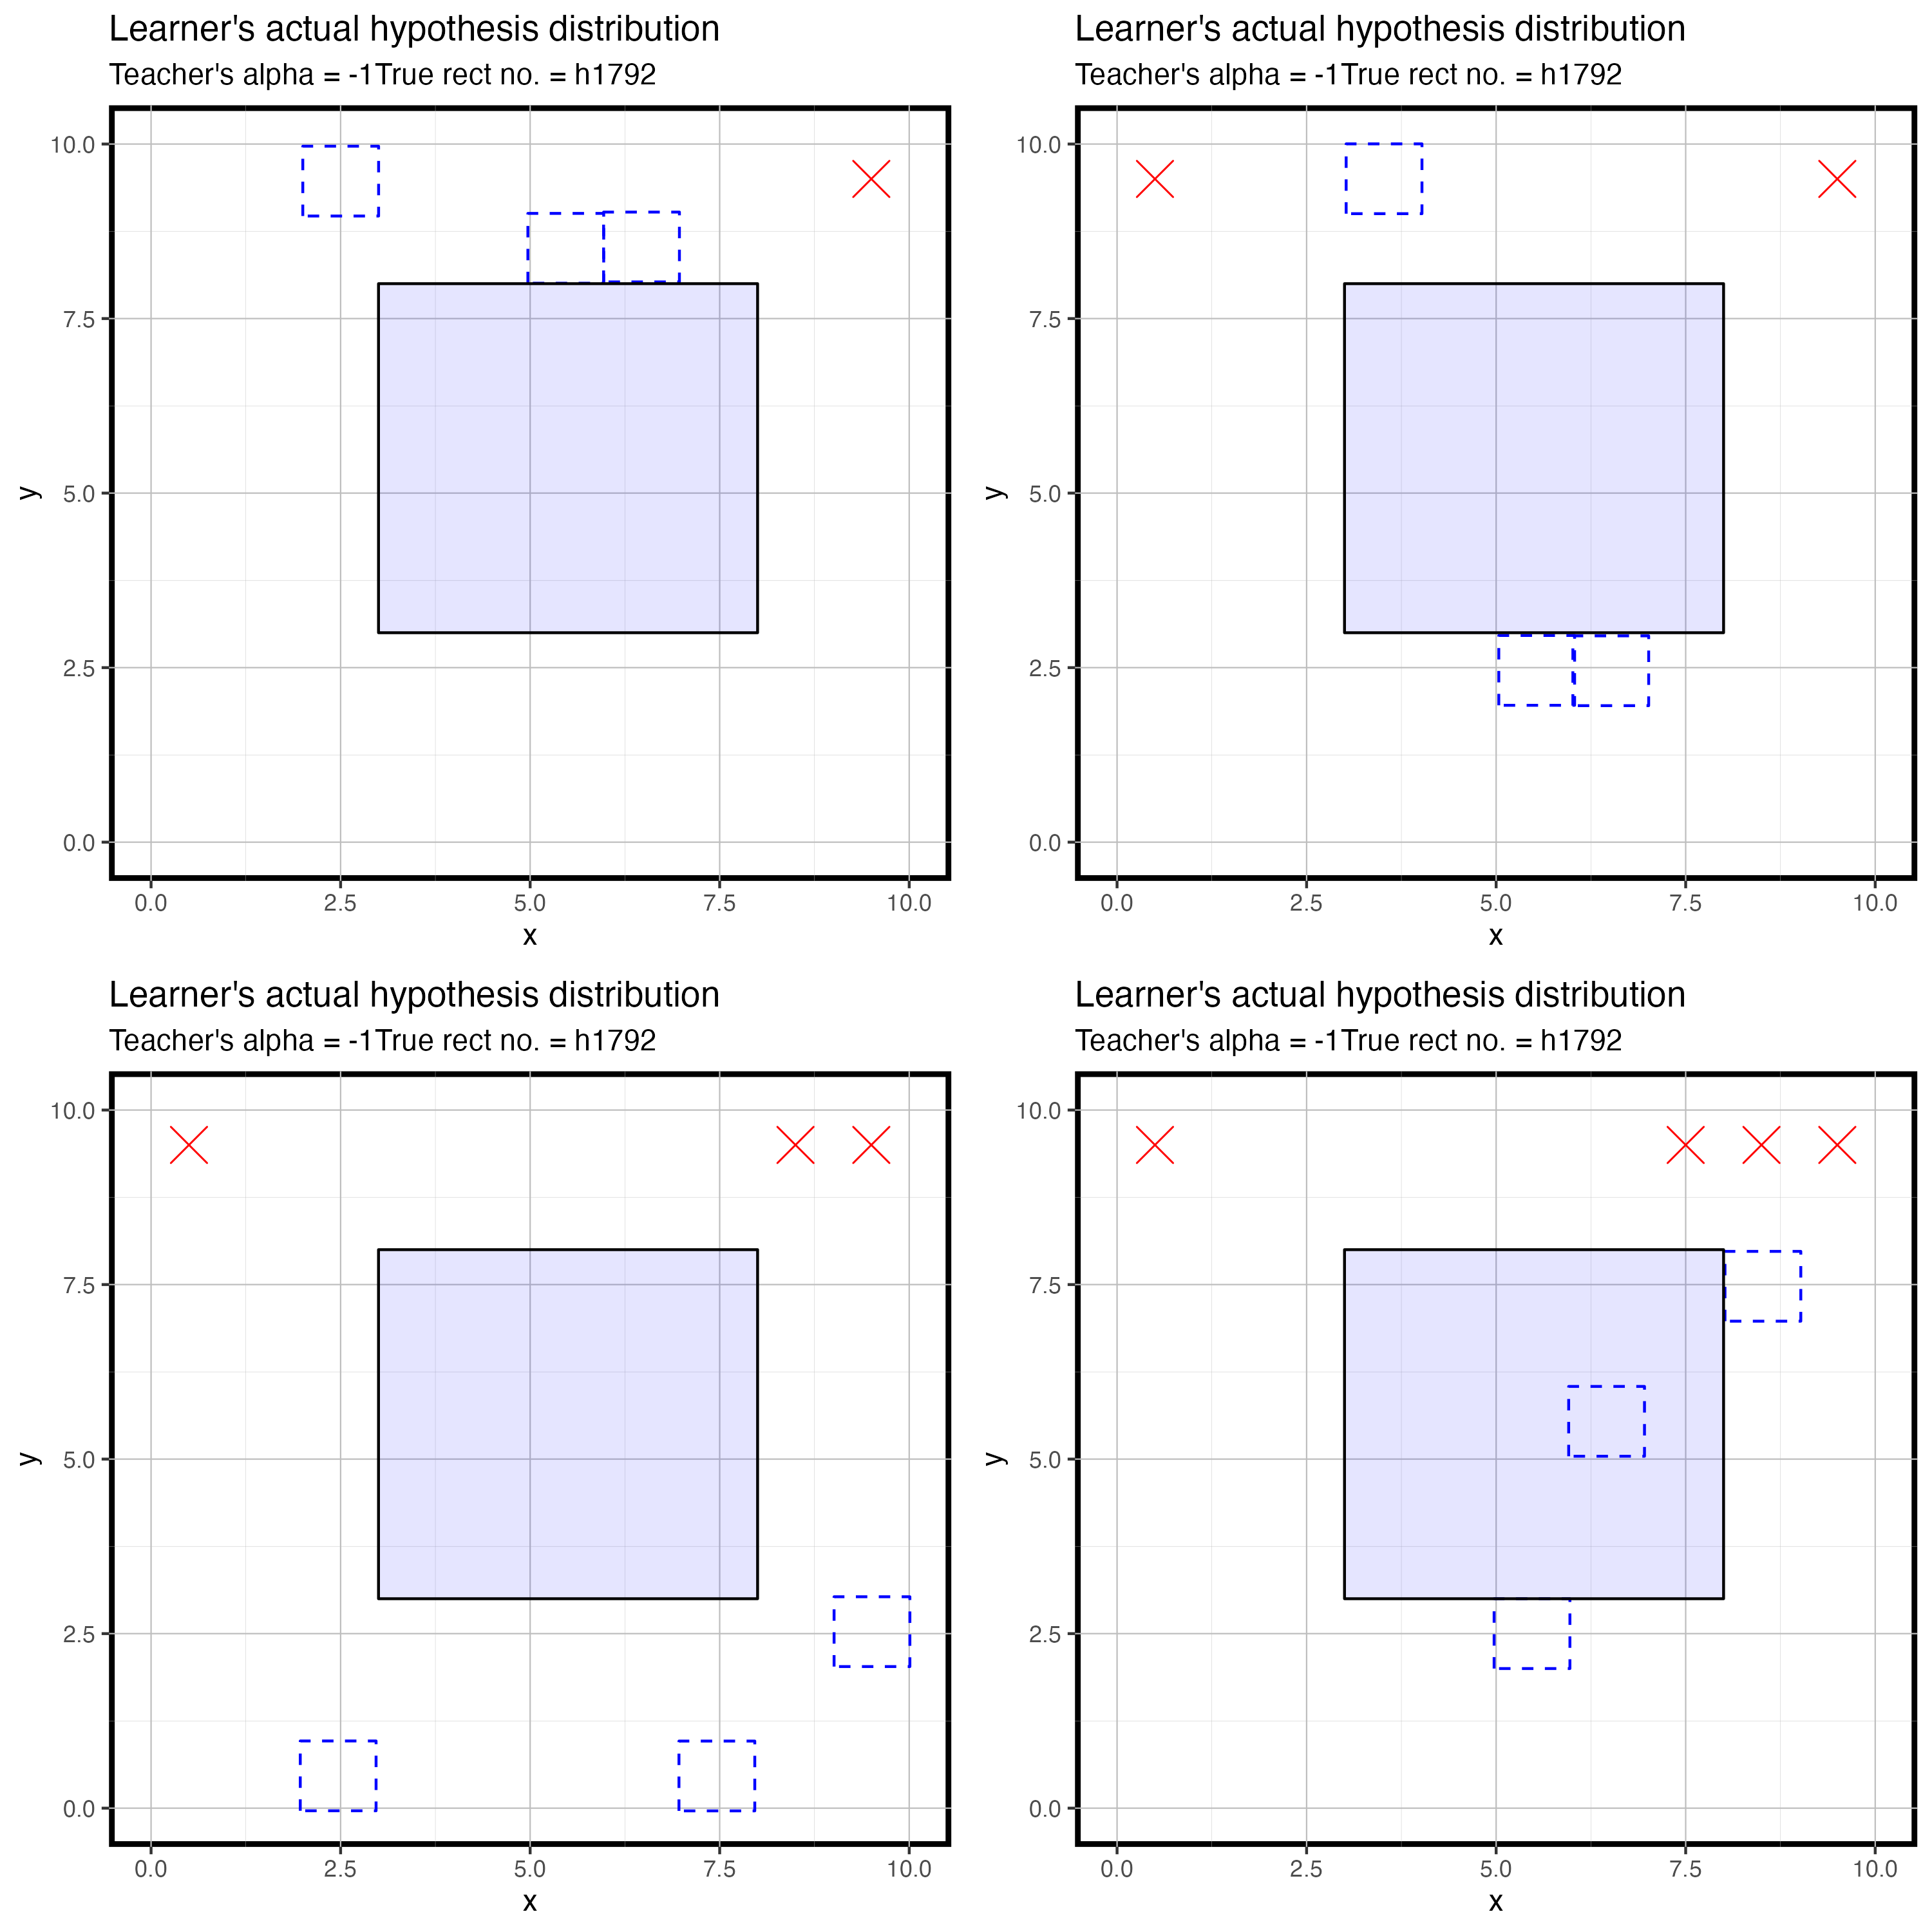 Learner's actual hypothesis distribution
Teacher's alpha = -1True rect no. = h1792
10.0
7.5
5.0
2.5
0.0
y
0.0 2.5 5.0 7.5 10.0
x
Learner's actual hypothesis distribution
Teacher's alpha = -1True rect no. = h1792
10.0
7.5
5.0
2.5
0.0
y
0.0 2.5 5.0 7.5 10.0
x
Learner's actual hypothesis distribution
Teacher's alpha = -1True rect no. = h1792
10.0
7.5
5.0
2.5
0.0
y
0.0 2.5 5.0 7.5 10.0
x
Learner's actual hypothesis distribution
Teacher's alpha = -1True rect no. = h1792
10.0
7.5
5.0
2.5
0.0
y
0.0 2.5 5.0 7.5 10.0
x